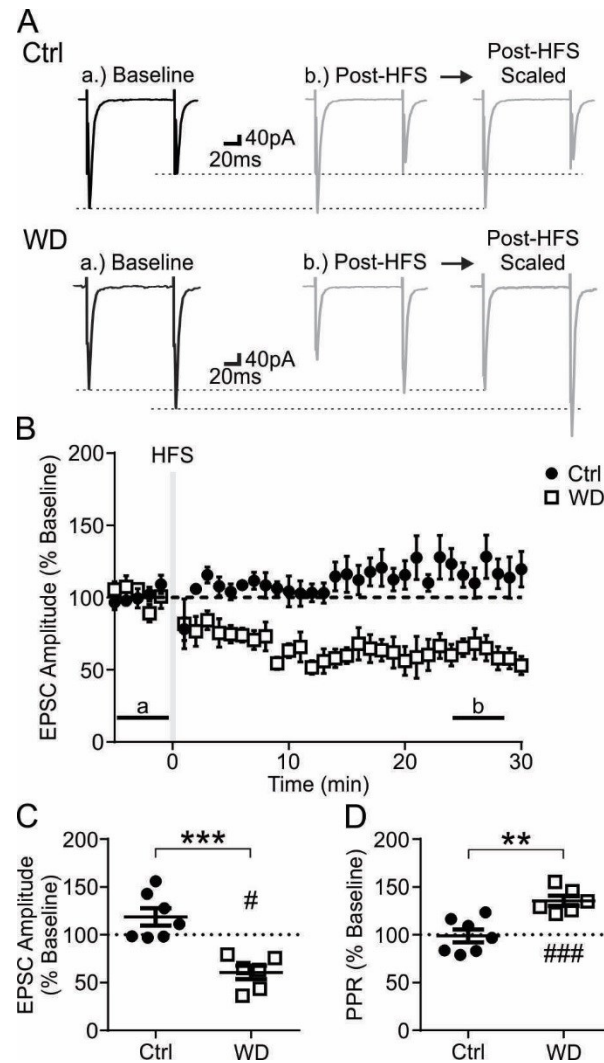 A
Ctrl
a.) Baseline
b.) Post-HFS → Post-HFS
Scaled
40pA
20ms
WD
a.) Baseline
b.) Post-HFS → Post-HFS
Scaled
40pA
20ms
B
HFS
Ctrl
WD
EPSC Amplitude (% Baseline)
200
150
100
50
0
a
b
0 10 20 30
Time (min)
C
***
#
EPSC Amplitude
(% Baseline)
200
150
100
50
0
Ctrl WD
D
**
###
PPR (% Baseline)
200
150
100
50
0
Ctrl WD